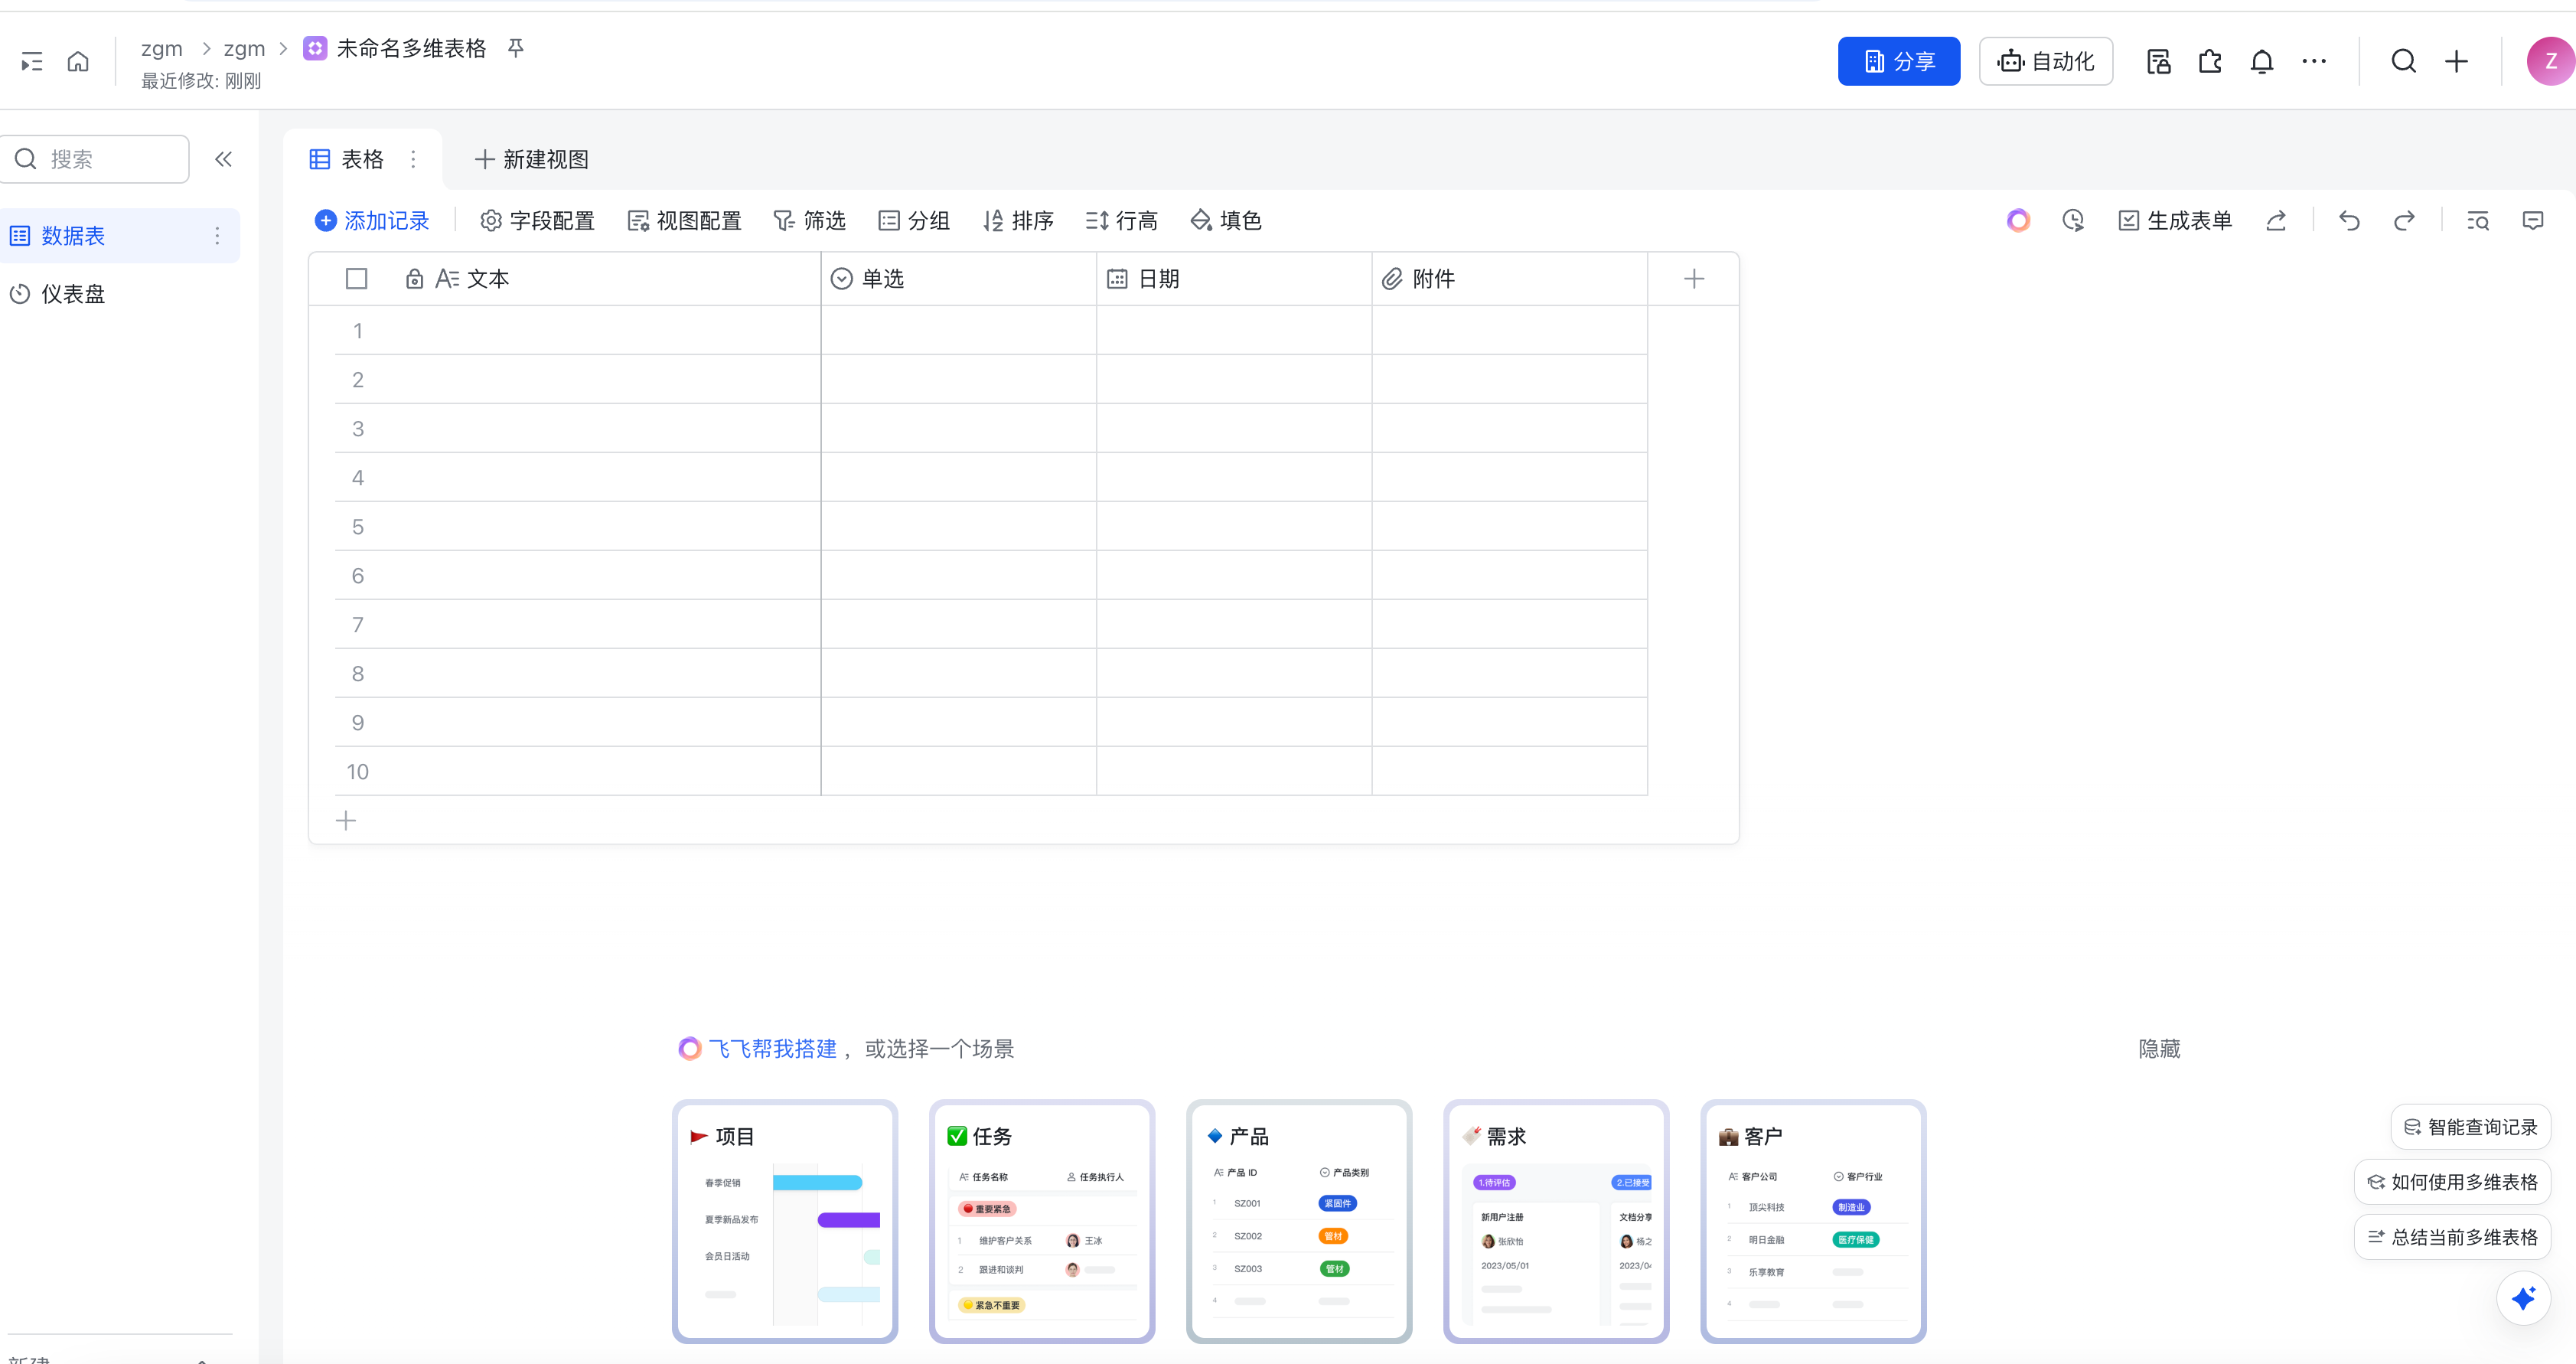 zgm > zgm > 未命名多维表格
最近修改: 刚刚
分享
自动化
Z
搜索
数据表
仪表盘
表格
新建视图
添加记录 字段配置 视图配置 筛选 分组 排序 行高 填色
生成表单
文本 单选 日期 附件
1
2
3
4
5
6
7
8
9
10
飞飞帮我搭建 ，或选择一个场景
隐藏
项目
春季促销
夏季新品发布
会员日活动
任务
任务名称 任务执行人
重要紧急
1 维护客户关系 王冰
2 跟进和谈判
紧急不重要
产品
产品 ID 产品类别
1 SZ001 紧固件
2 SZ002 管材
3 SZ003 管材
4
需求
1.待评估 2.已接受
新用户注册 文档分享
张欣怡 杨之
2023/05/01 2023/04
客户
客户公司 客户行业
1 顶尖科技 制造业
2 明日金融 医疗保健
3 乐享教育
4
智能查询记录
如何使用多维表格
总结当前多维表格
新建